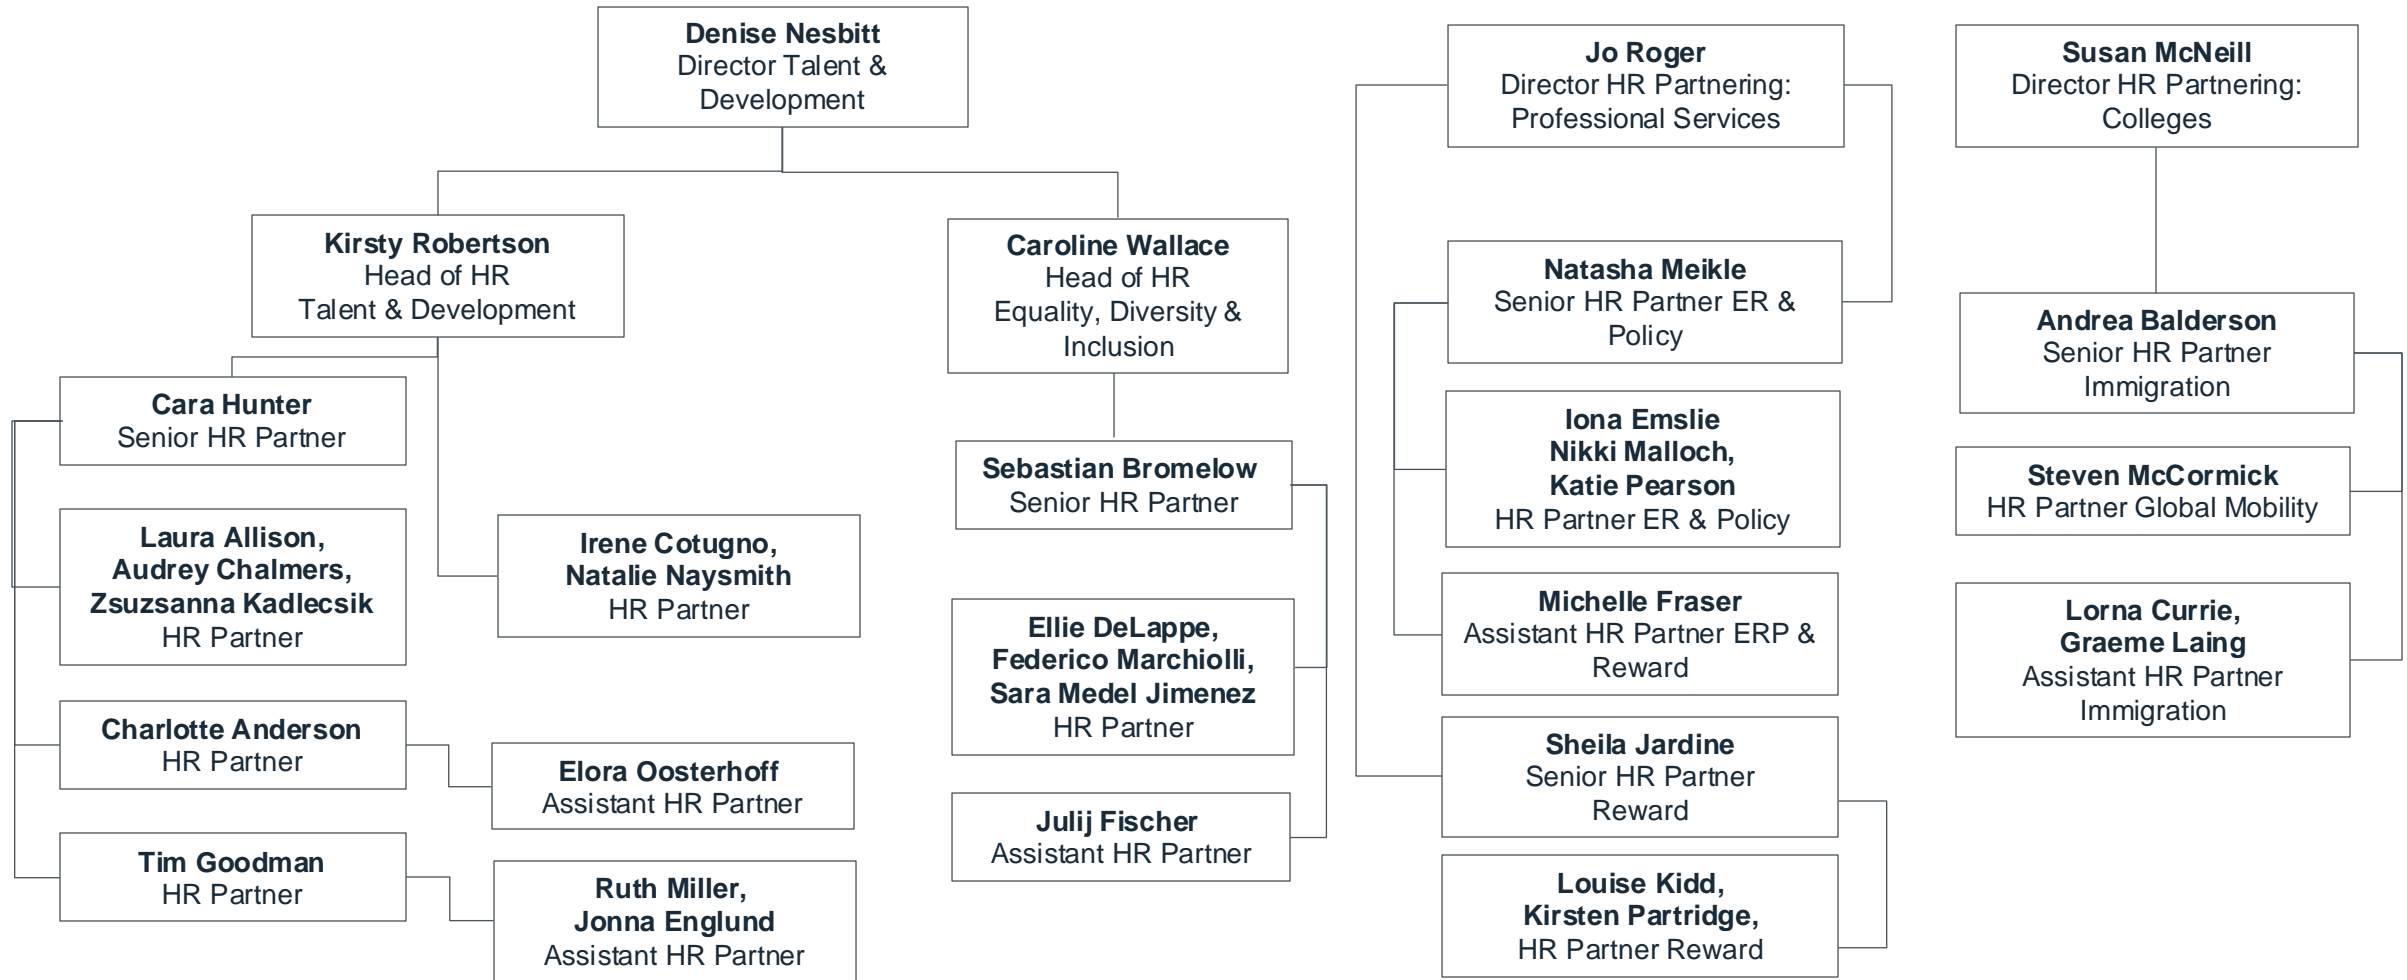 Denise Nesbitt
Director Talent &
Development
Kirsty Robertson
Head of HR
Talent & Development
Cara Hunter
Senior HR Partner
Laura Allison,
Audrey Chalmers,
Zsuzsanna Kadlecsik
HR Partner
Charlotte Anderson
HR Partner
Tim Goodman
HR Partner
Irene Cotugno,
Natalie Naysmith
HR Partner
Elora Oosterhoff
Assistant HR Partner
Ruth Miller,
Jonna Englund
Assistant HR Partner
Caroline Wallace
Head of HR
Equality, Diversity &
Inclusion
Sebastian Bromelow
Senior HR Partner
Ellie DeLappe,
Federico Marchiolli,
Sara Medel Jimenez
HR Partner
Julij Fischer
Assistant HR Partner
Jo Roger
Director HR Partnering:
Professional Services
Natasha Meikle
Senior HR Partner ER &
Policy
Iona Emslie
Nikki Malloch,
Katie Pearson
HR Partner ER & Policy
Michelle Fraser
Assistant HR Partner ERP &
Reward
Sheila Jardine
Senior HR Partner
Reward
Louise Kidd,
Kirsten Partridge,
HR Partner Reward
Susan McNeill
Director HR Partnering:
Colleges
Andrea Balderson
Senior HR Partner
Immigration
Steven McCormick
HR Partner Global Mobility
Lorna Currie,
Graeme Laing
Assistant HR Partner
Immigration